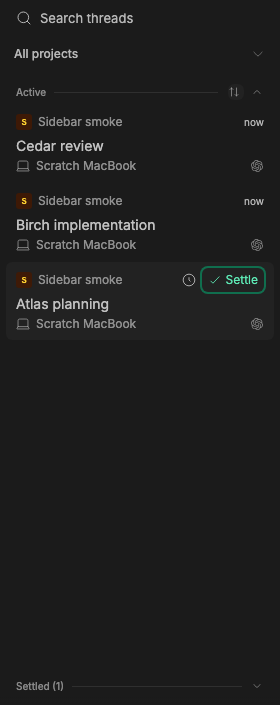 Search threads
All projects
Active
S Sidebar smoke now
Cedar review
Scratch MacBook
S Sidebar smoke now
Birch implementation
Scratch MacBook
S Sidebar smoke Settle
Atlas planning
Scratch MacBook
Settled (1)